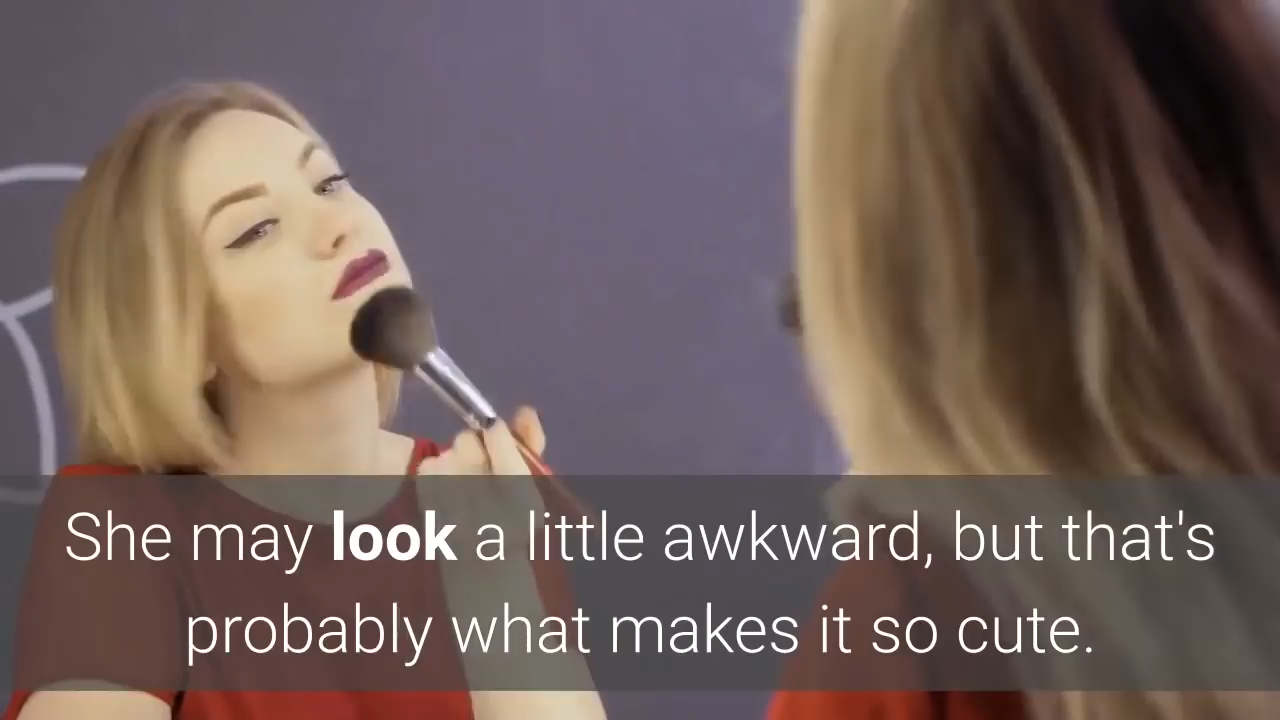 She may look a little awkward, but that's
probably what makes it so cute.